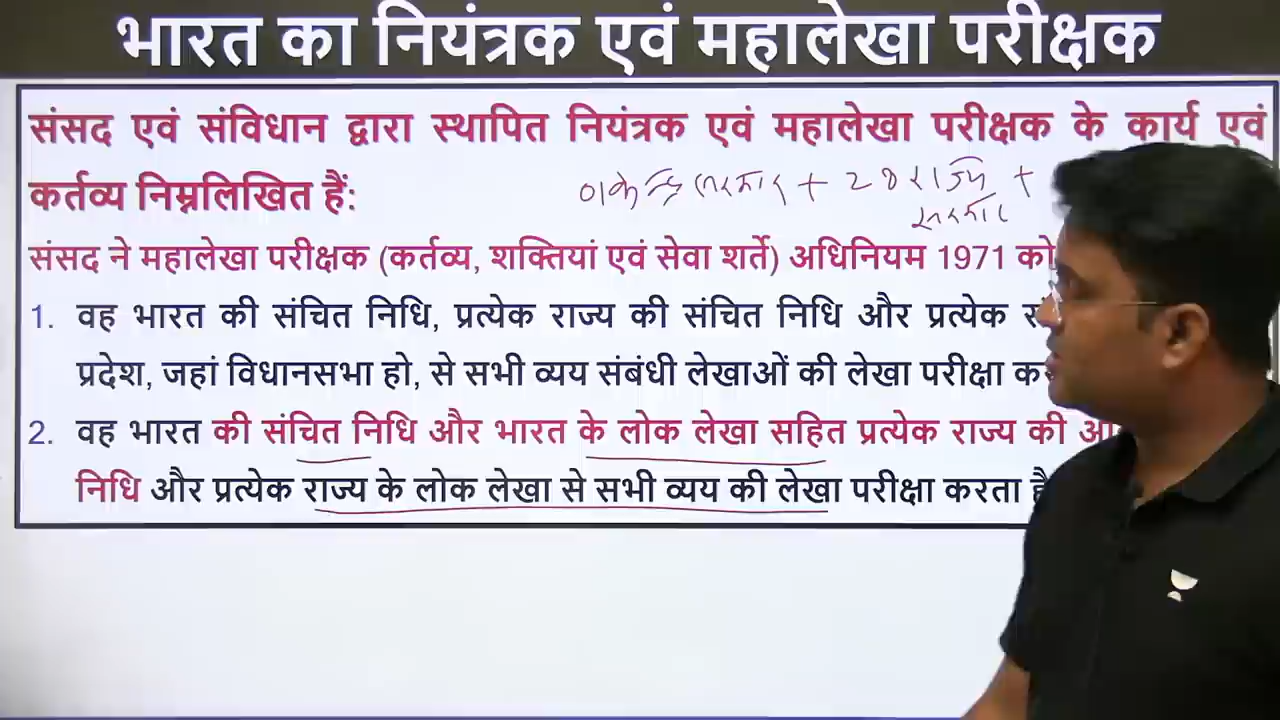 भारत का नियंत्रक एवं महालेखा परीक्षक
संसद एवं संविधान द्वारा स्थापित नियंत्रक एवं महालेखा परीक्षक के कार्य एवं
कर्तव्य निम्नलिखित हैं:
+ 28 राज्य +
सरकार
संसद ने महालेखा परीक्षक (कर्तव्य, शक्तियां एवं सेवा शर्ते) अधिनियम 1971 को
1. वह भारत की संचित निधि, प्रत्येक राज्य की संचित निधि और प्रत्येक
प्रदेश, जहां विधानसभा हो, से सभी व्यय संबंधी लेखाओं की लेखा परीक्षा
2. वह भारत की संचित निधि और भारत के लोक लेखा सहित प्रत्येक राज्य की
निधि और प्रत्येक राज्य के लोक लेखा से सभी व्यय की लेखा परीक्षा करता